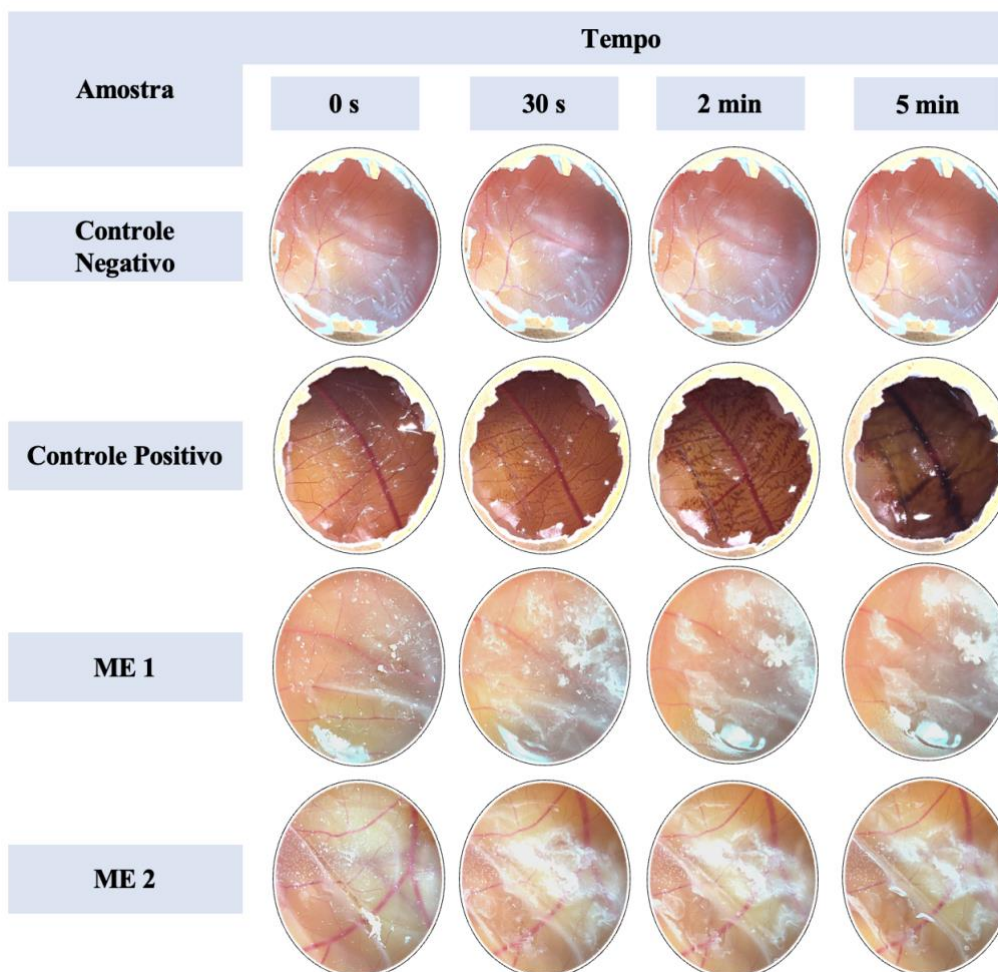 Tempo
Amostra
0 s
30 s
2 min
5 min
Controle
Negativo
Controle Positivo
ME 1
ME 2